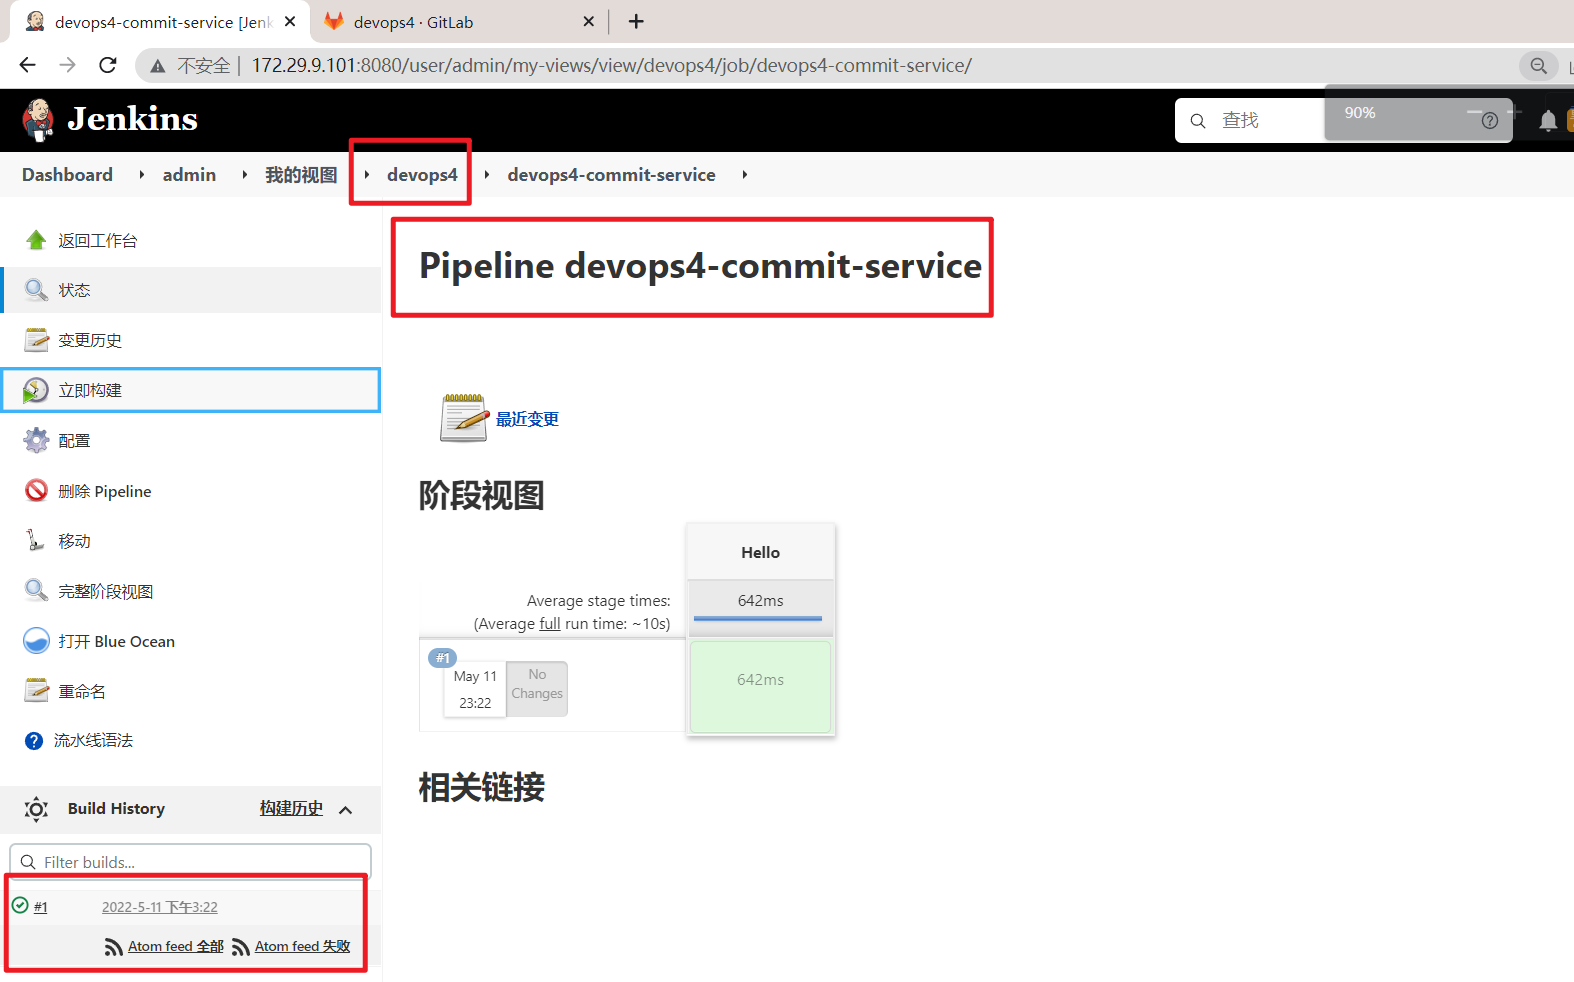 devops4-commit-service [Jenk
devops4 · GitLab
不安全 | 172.29.9.101:8080/user/admin/my-views/view/devops4/job/devops4-commit-service/
Jenkins
查找
90%
Dashboard
admin
我的视图
devops4
devops4-commit-service
返回工作台
状态
变更历史
立即构建
配置
删除 Pipeline
移动
完整阶段视图
打开 Blue Ocean
重命名
流水线语法
Build History
构建历史
Filter builds...
#1
2022-5-11 下午3:22
Atom feed 全部
Atom feed 失败
Pipeline devops4-commit-service
最近变更
阶段视图
Hello
Average stage times:
642ms
(Average full run time: ~10s)
#1
May 11
23:22
No
Changes
642ms
相关链接